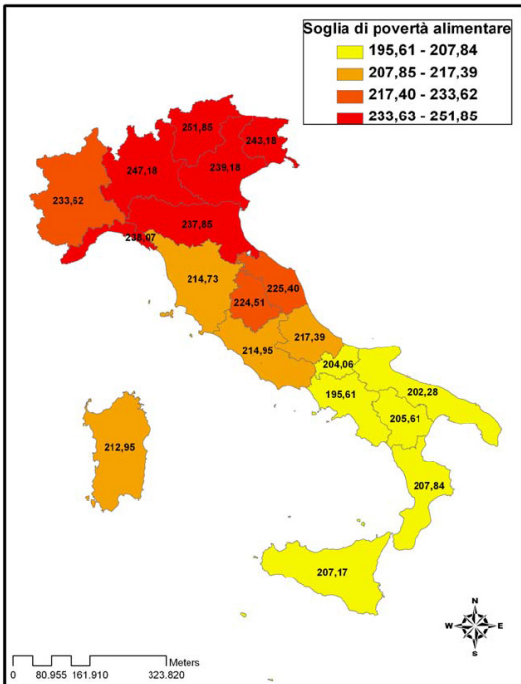 Soglia di povertà alimentare
195,61 - 207,84
207,85 - 217,39
217,40 - 233,62
233,63 - 251,85
251,85
243,18
247,18
239,18
233,62
237,85
238,07
214,73
225,40
224,51
217,39
214,95
204,06
202,28
195,61
205,61
212,95
207,84
207,17
N
W E
S
Meters
0 80.955 161.910 323.820